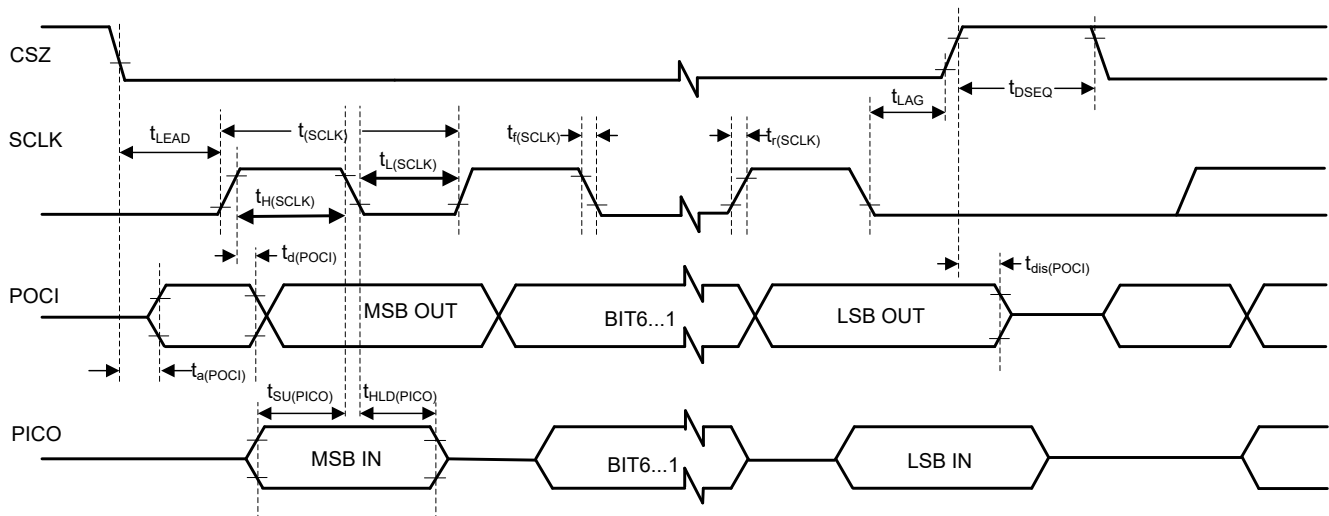 CSZ
tLAG
tDSEQ
SCLK
tLEAD
t(SCLK)
tf(SCLK)
tr(SCLK)
tL(SCLK)
tH(SCLK)
td(POCI)
tdis(POCI)
POCI
MSB OUT
BIT6...1
LSB OUT
ta(POCI)
tSU(PICO)
tHLD(PICO)
PICO
MSB IN
BIT6...1
LSB IN